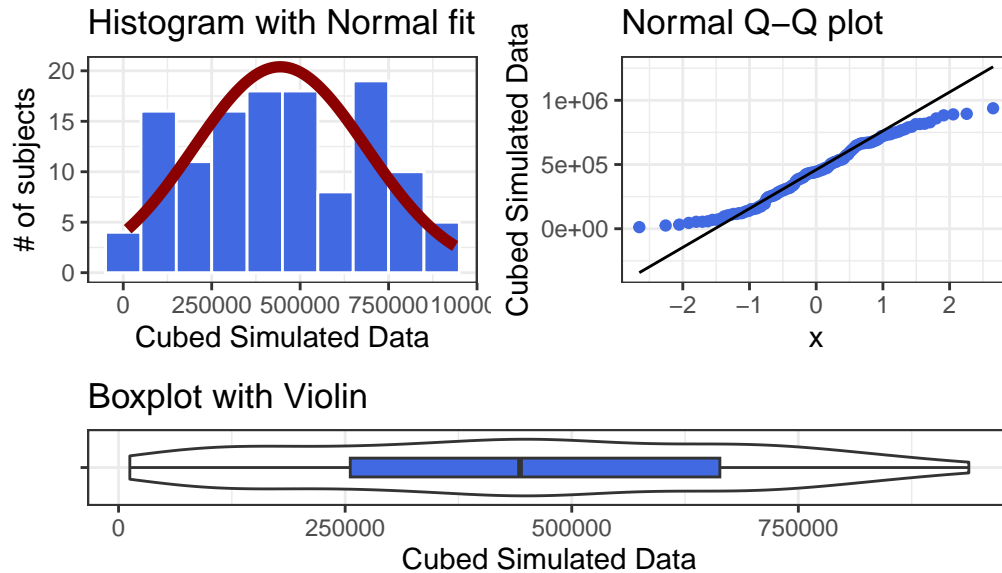 Histogram with Normal fit
# of subjects
20
15
10
5
0
0 250000 500000 750000 100000
Cubed Simulated Data
Normal Q−Q plot
Cubed Simulated Data
1e+06
5e+05
0e+00
−2 −1 0 1 2
x
Boxplot with Violin
0 250000 500000 750000
Cubed Simulated Data